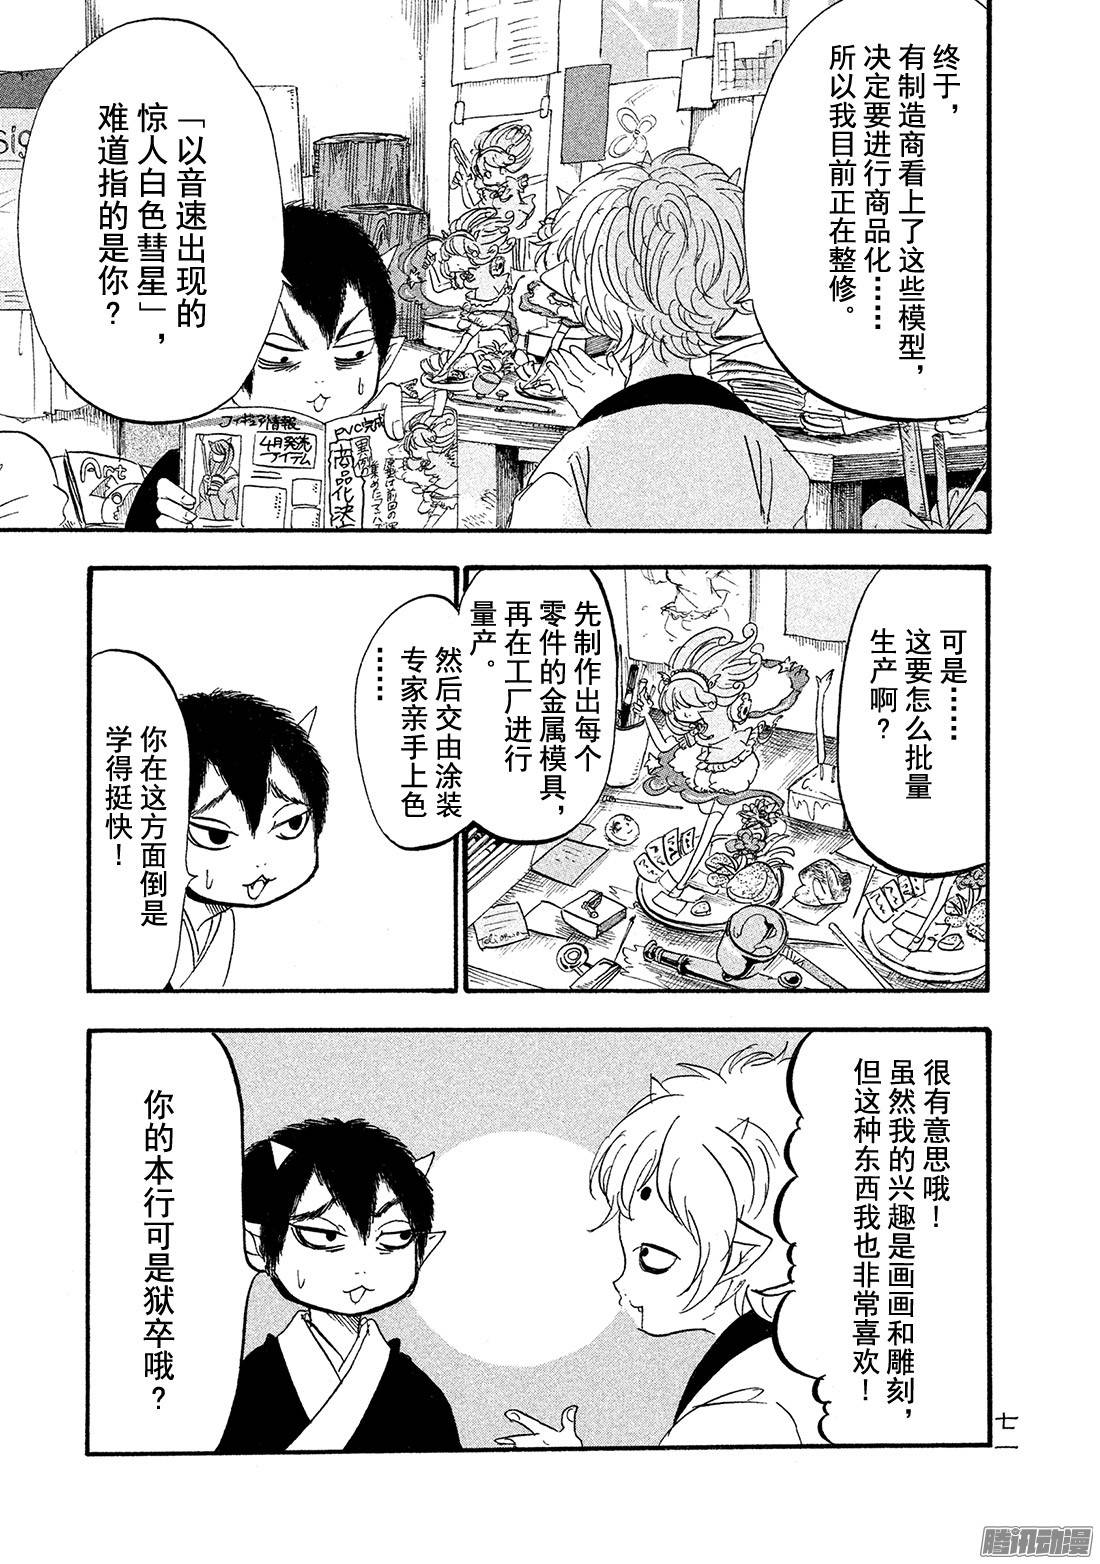 终于，
有制造商看上了这些模型，
决定要进行商品化……
所以我目前正在整修。
「以音速出现的
惊人白色彗星」，
难道指的是你？
sig
フィギュア情報
4月発売
アイテム
PVC完成
商品化決
Art
可是……
这要怎么批量
生产啊？
先制作出每个
零件的金属模具，
再在工厂进行
量产。
然后交由涂装
专家亲手上色
……
你在这方面倒是
学得挺快！
很有意思哦！
虽然我的兴趣是画画和雕刻，
但这种东西我也非常喜欢！
你的本行可是狱卒哦？
七一
腾讯动漫